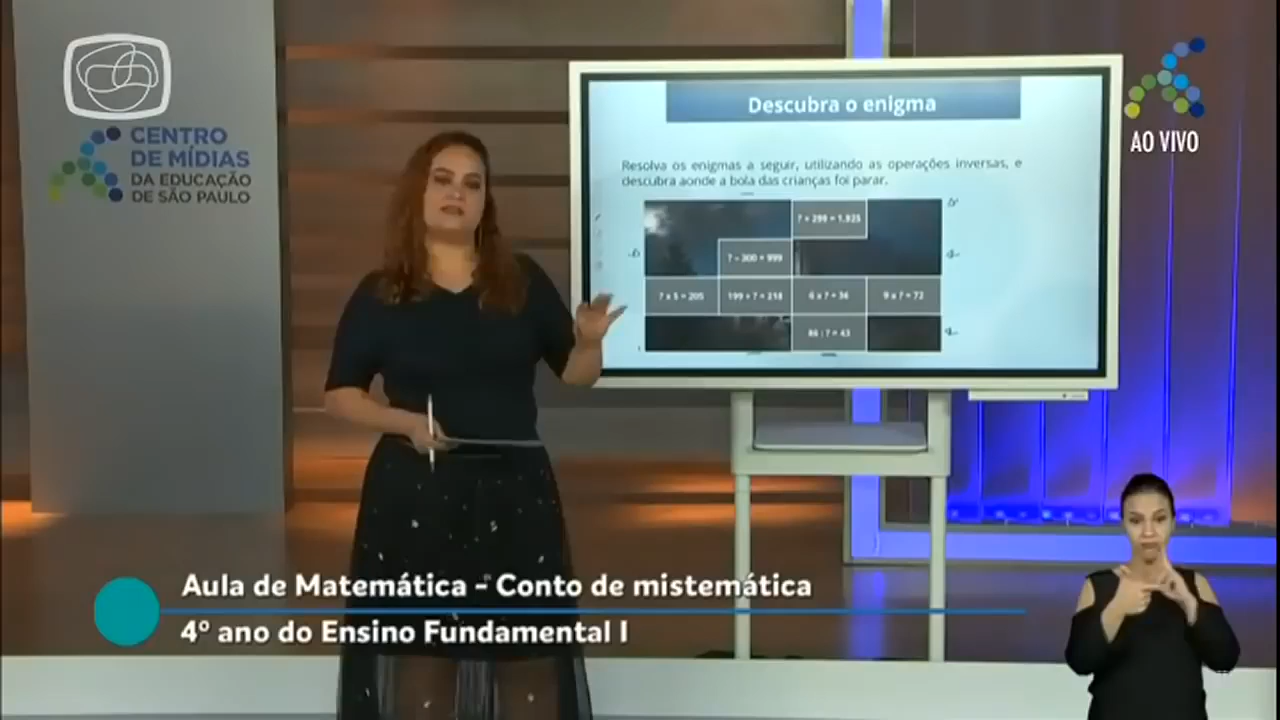 CENTRO
DE MÍDIAS
DA EDUCAÇÃO
DE SÃO PAULO
AO VIVO
Descubra o enigma
Resolva os enigmas a seguir, utilizando as operações inversas, e
descubra aonde a bola das crianças foi parar.
? + 298 = 1.925
? – 300 = 999
? x 5 = 205
199 + ? = 218
6 x ? = 36
9 x ? = 72
86 : ? = 43
Aula de Matemática - Conto de mistemática
4º ano do Ensino Fundamental I